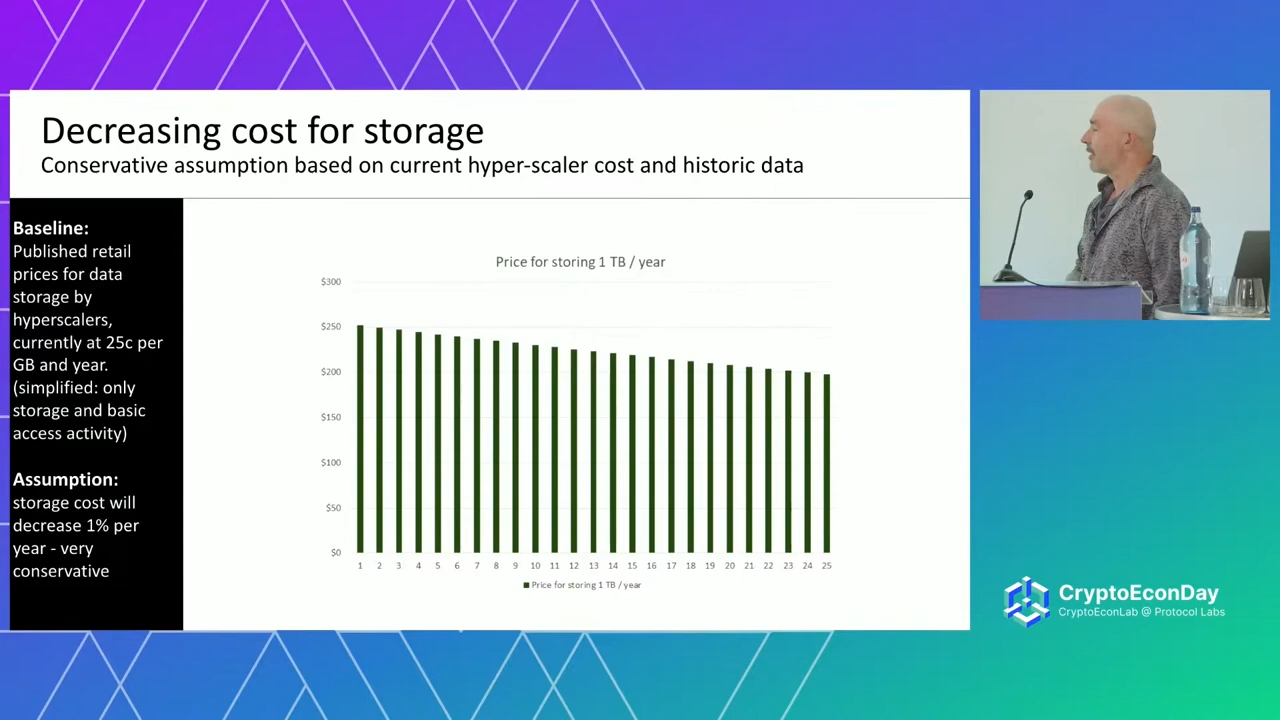 Decreasing cost for storage
Conservative assumption based on current hyper-scaler cost and historic data
Baseline:
Published retail
prices for data
storage by
hyperscalers,
currently at 25c per
GB and year.
(simplified: only
storage and basic
access activity)
Assumption:
storage cost will
decrease 1% per
year - very
conservative
Price for storing 1 TB / year
$300
$250
$200
$150
$100
$50
$0
1 2 3 4 5 6 7 8 9 10 11 12 13 14 15 16 17 18 19 20 21 22 23 24 25
Price for storing 1 TB / year
CryptoEconDay
CryptoEconLab @ Protocol Labs